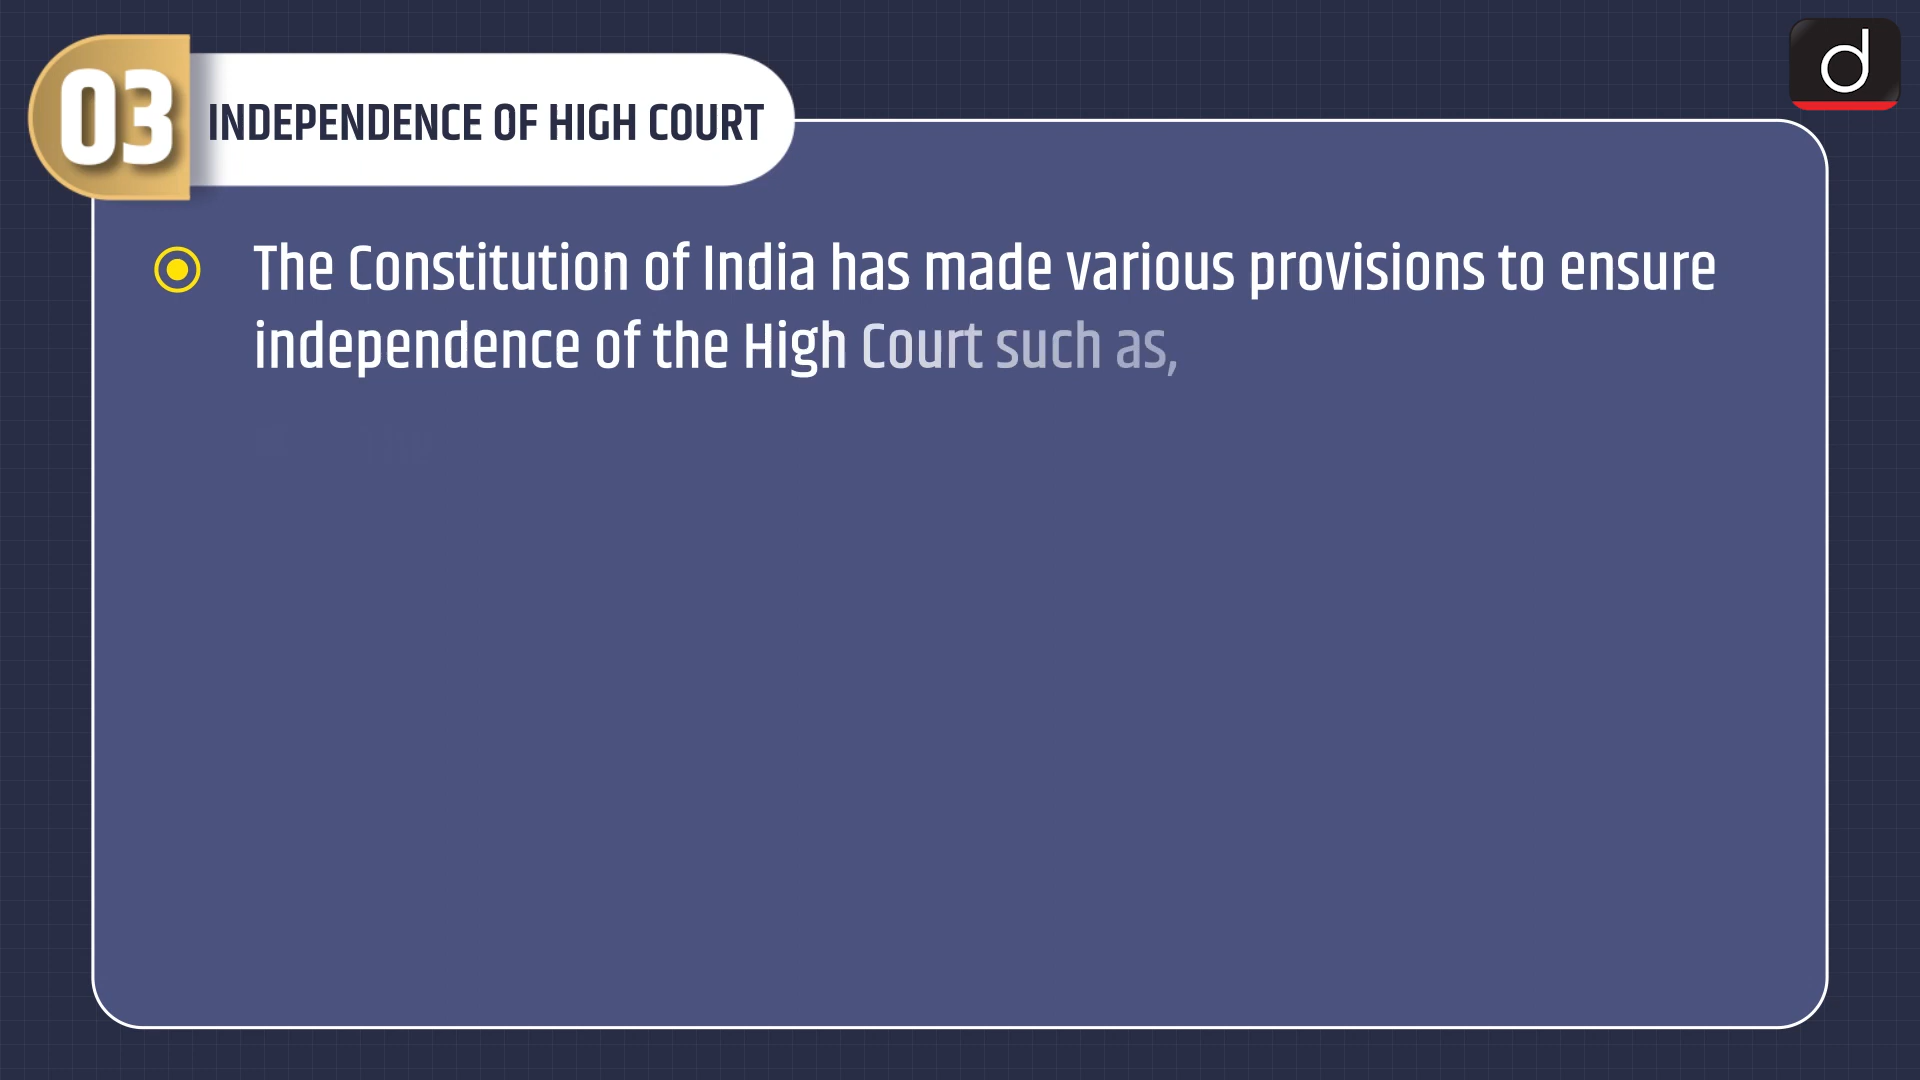 03
INDEPENDENCE OF HIGH COURT
d
The Constitution of India has made various provisions to ensure
independence of the High Court such as,